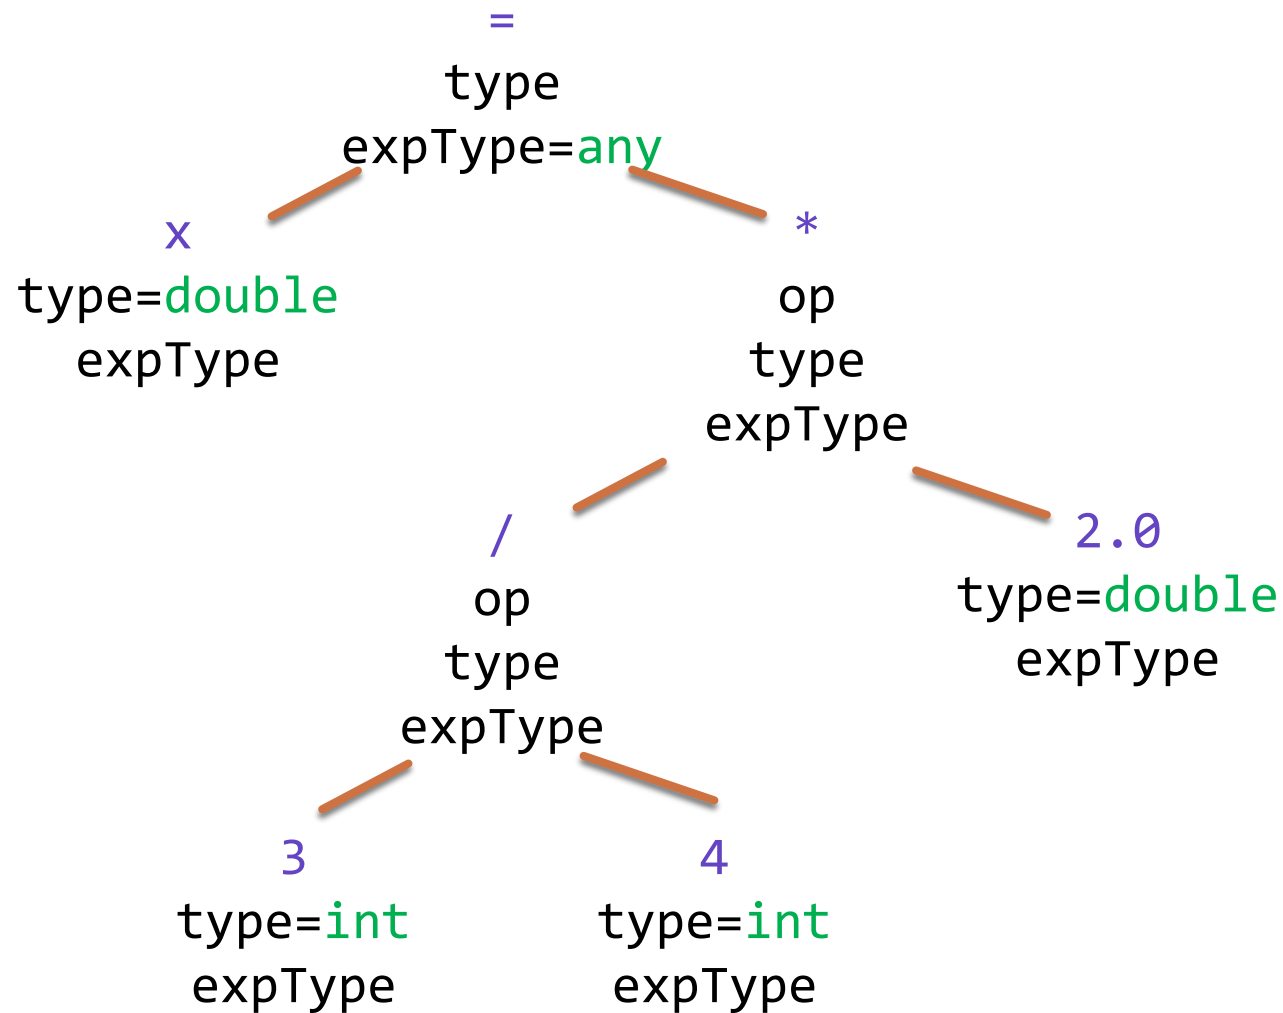 =
type
expType=any
x
type=double
expType
*
op
type
expType
/
op
type
expType
2.0
type=double
expType
3
type=int
expType
4
type=int
expType